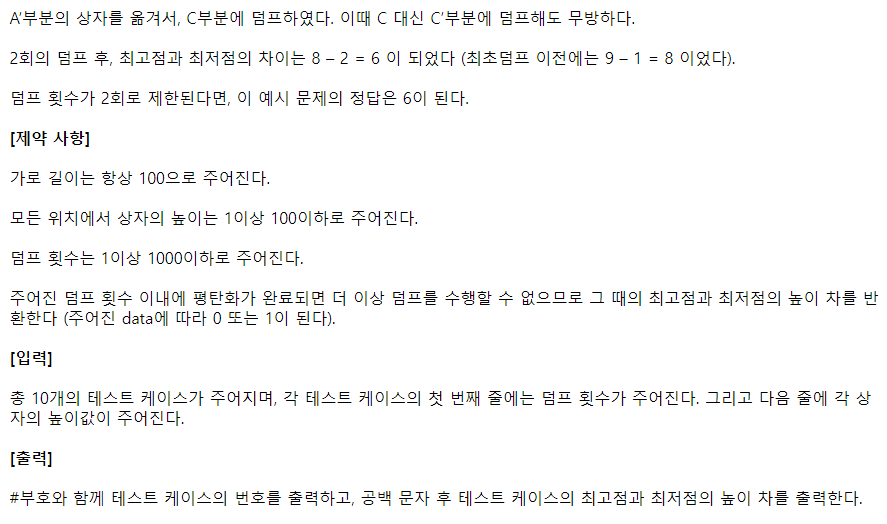 A’부분의 상자를 옮겨서, C부분에 덤프하였다. 이때 C 대신 C’부분에 덤프해도 무방하다.
2회의 덤프 후, 최고점과 최저점의 차이는 8 – 2 = 6 이 되었다 (최초덤프 이전에는 9 – 1 = 8 이었다).
덤프 횟수가 2회로 제한된다면, 이 예시 문제의 정답은 6이 된다.
[제약 사항]
가로 길이는 항상 100으로 주어진다.
모든 위치에서 상자의 높이는 1이상 100이하로 주어진다.
덤프 횟수는 1이상 1000이하로 주어진다.
주어진 덤프 횟수 이내에 평탄화가 완료되면 더 이상 덤프를 수행할 수 없으므로 그 때의 최고점과 최저점의 높이 차를 반
환한다 (주어진 data에 따라 0 또는 1이 된다).
[입력]
총 10개의 테스트 케이스가 주어지며, 각 테스트 케이스의 첫 번째 줄에는 덤프 횟수가 주어진다. 그리고 다음 줄에 각 상
자의 높이값이 주어진다.
[출력]
#부호와 함께 테스트 케이스의 번호를 출력하고, 공백 문자 후 테스트 케이스의 최고점과 최저점의 높이 차를 출력한다.